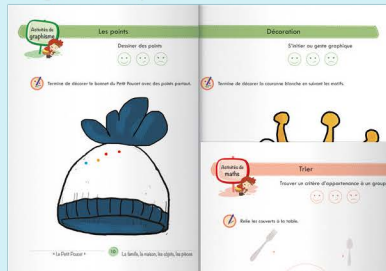 Activités de
graphisme
Les points
Dessiner des points
Termine de décorer le bonnet du Petit Poucet avec des points partout.
• Le Petit Poucet •
La famille, la maison, les objets, les pièces
Décoration
S'initier au geste graphique
Termine de décorer la couronne blanche en suivant les motifs.
Activités de
maths
Trier
Trouver un critère d'appartenance à un group
Relie les couverts à la table.